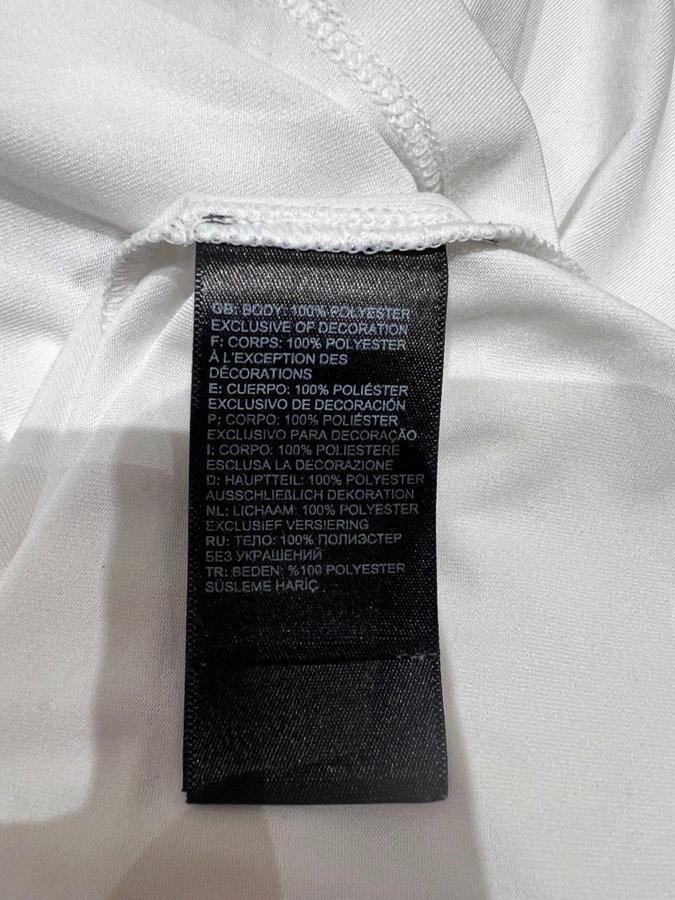 GB: BODY: 100% POLYESTER
EXCLUSIVE OF DECORATION
F: CORPS: 100% POLYESTER
À L'EXCEPTION DES
DÉCORATIONS
E: CUERPO: 100% POLIÉSTER
EXCLUSIVO DE DECORACIÓN
P: CORPO: 100% POLIÉSTER
EXCLUSIVO PARA DECORAÇÃO
I: CORPO: 100% POLIESTERE
ESCLUSA LA DECORAZIONE
D: HAUPTTEIL: 100% POLYESTER
AUSSCHLIEßLICH DEKORATION
NL: LICHAAM: 100% POLYESTER
EXCLUSIEF VERSIERING
RU: ТЕЛО: 100% ПОЛИЭСТЕР
БЕЗ УКРАШЕНИЙ
TR: BEDEN: %100 POLYESTER
SÜSLEME HARİÇ